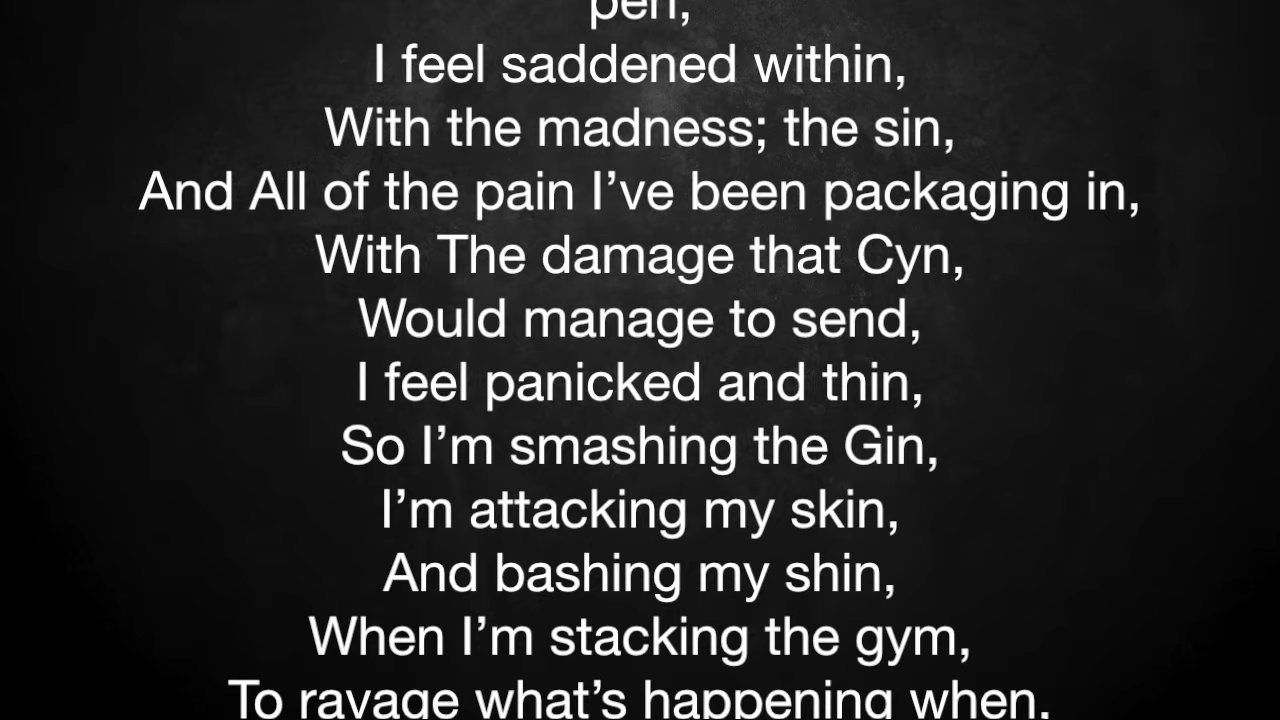 pen,
I feel saddened within,
With the madness; the sin,
And All of the pain I’ve been packaging in,
With The damage that Cyn,
Would manage to send,
I feel panicked and thin,
So I’m smashing the Gin,
I’m attacking my skin,
And bashing my shin,
When I’m stacking the gym,
To ravage what’s happening when,